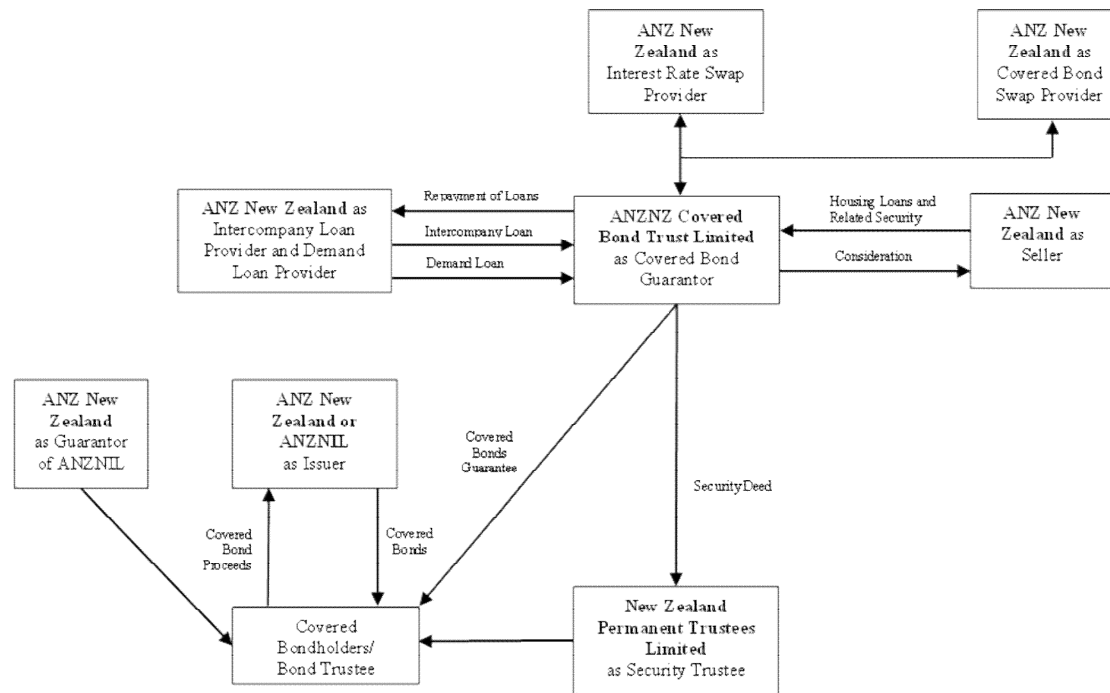 ANZ New
Zealand as
Interest Rate Swap
Provider
ANZ New
Zealand as
Covered Bond
Swap Provider
ANZ New Zealand as
Intercompany Loan
Provider and Demand
Loan Provider
Repayment of Loans
Intercompany Loan
Demand Loan
ANZNZ Covered
Bond Trust Limited
as Covered Bond
Guarantor
Housing Loans and
Related Security
Consideration
ANZ New
Zealand as
Seller
ANZ New
Zealand
as Guarantor
of ANZNIL
ANZ New
Zealand or
ANZNIL
as Issuer
Covered
Bonds
Guarantee
Security Deed
Covered
Bond
Proceeds
Covered
Bonds
Covered
Bondholders/
Bond Trustee
New Zealand
Permanent Trustees
Limited
as Security Trustee